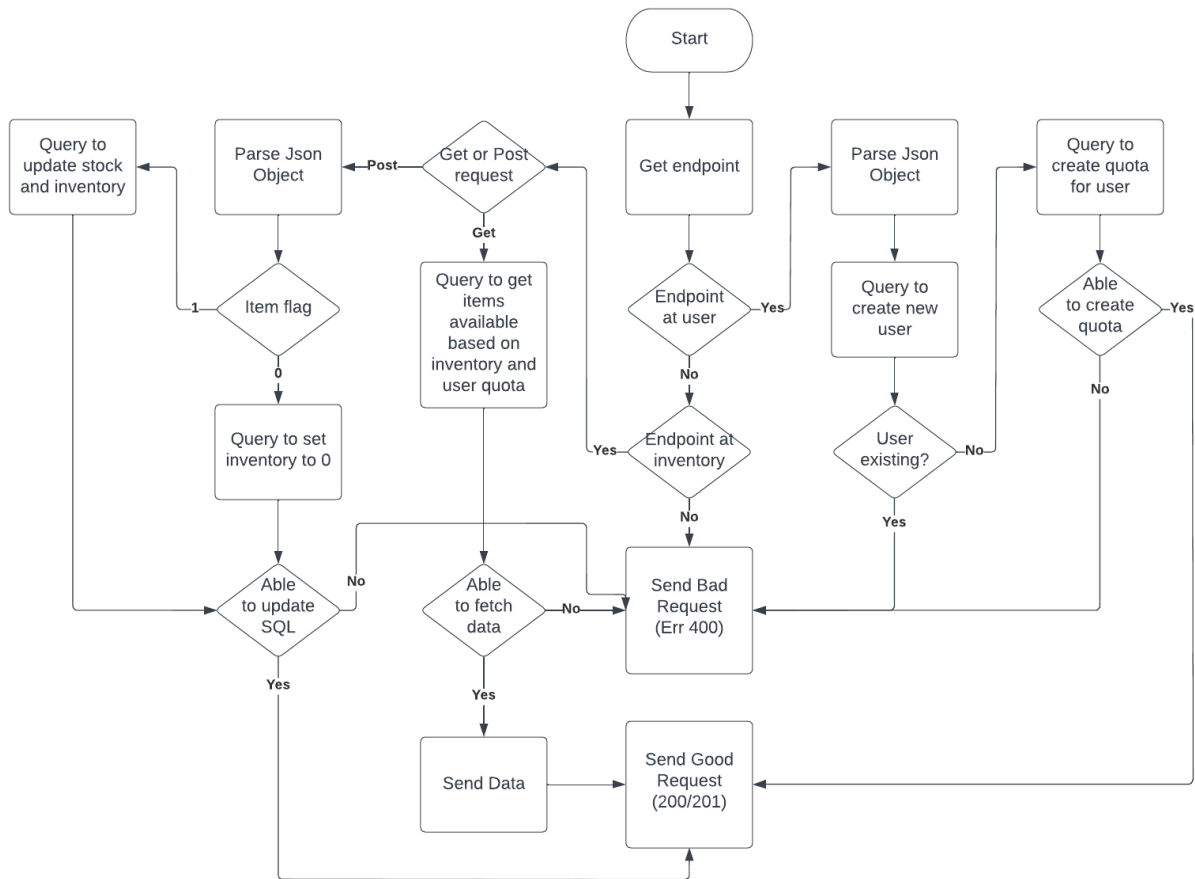 Start
Query to
update stock
and inventory
Parse Json
Object
Get or Post
request
Post
Get endpoint
Parse Json
Object
Query to
create quota
for user
Get
Item flag
1
0
Query to get
items
available
based on
inventory and
user quota
Endpoint
at user
Yes
No
Query to
create new
user
Able
to create
quota
Yes
No
Query to set
inventory to 0
Endpoint at
inventory
Yes
No
User
existing?
No
Yes
Able
to update
SQL
No
Yes
Able
to fetch
data
No
Yes
Send Bad
Request
(Err 400)
Send Data
Send Good
Request
(200/201)